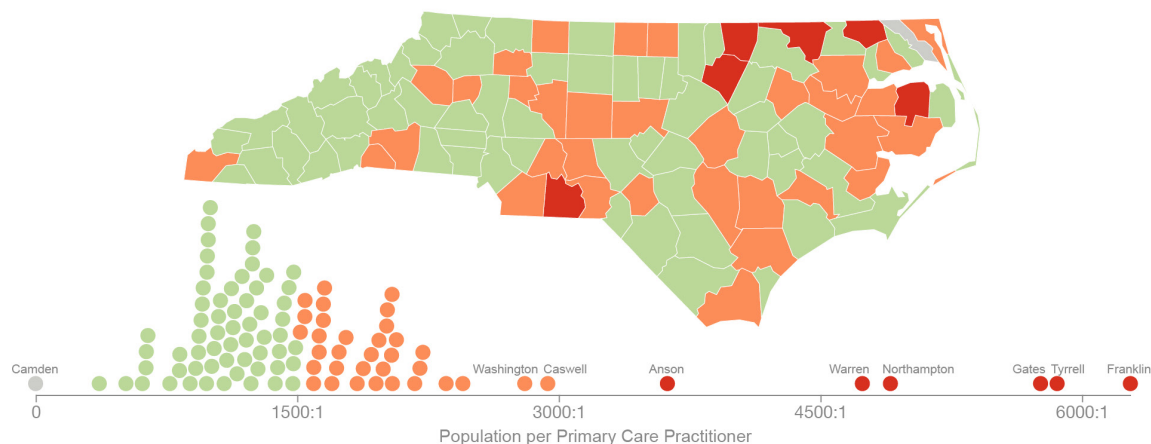 Camden
Washington Caswell
Anson
Warren
Northampton
Gates Tyrrell
Franklin
0
1500:1
3000:1
4500:1
6000:1
Population per Primary Care Practitioner